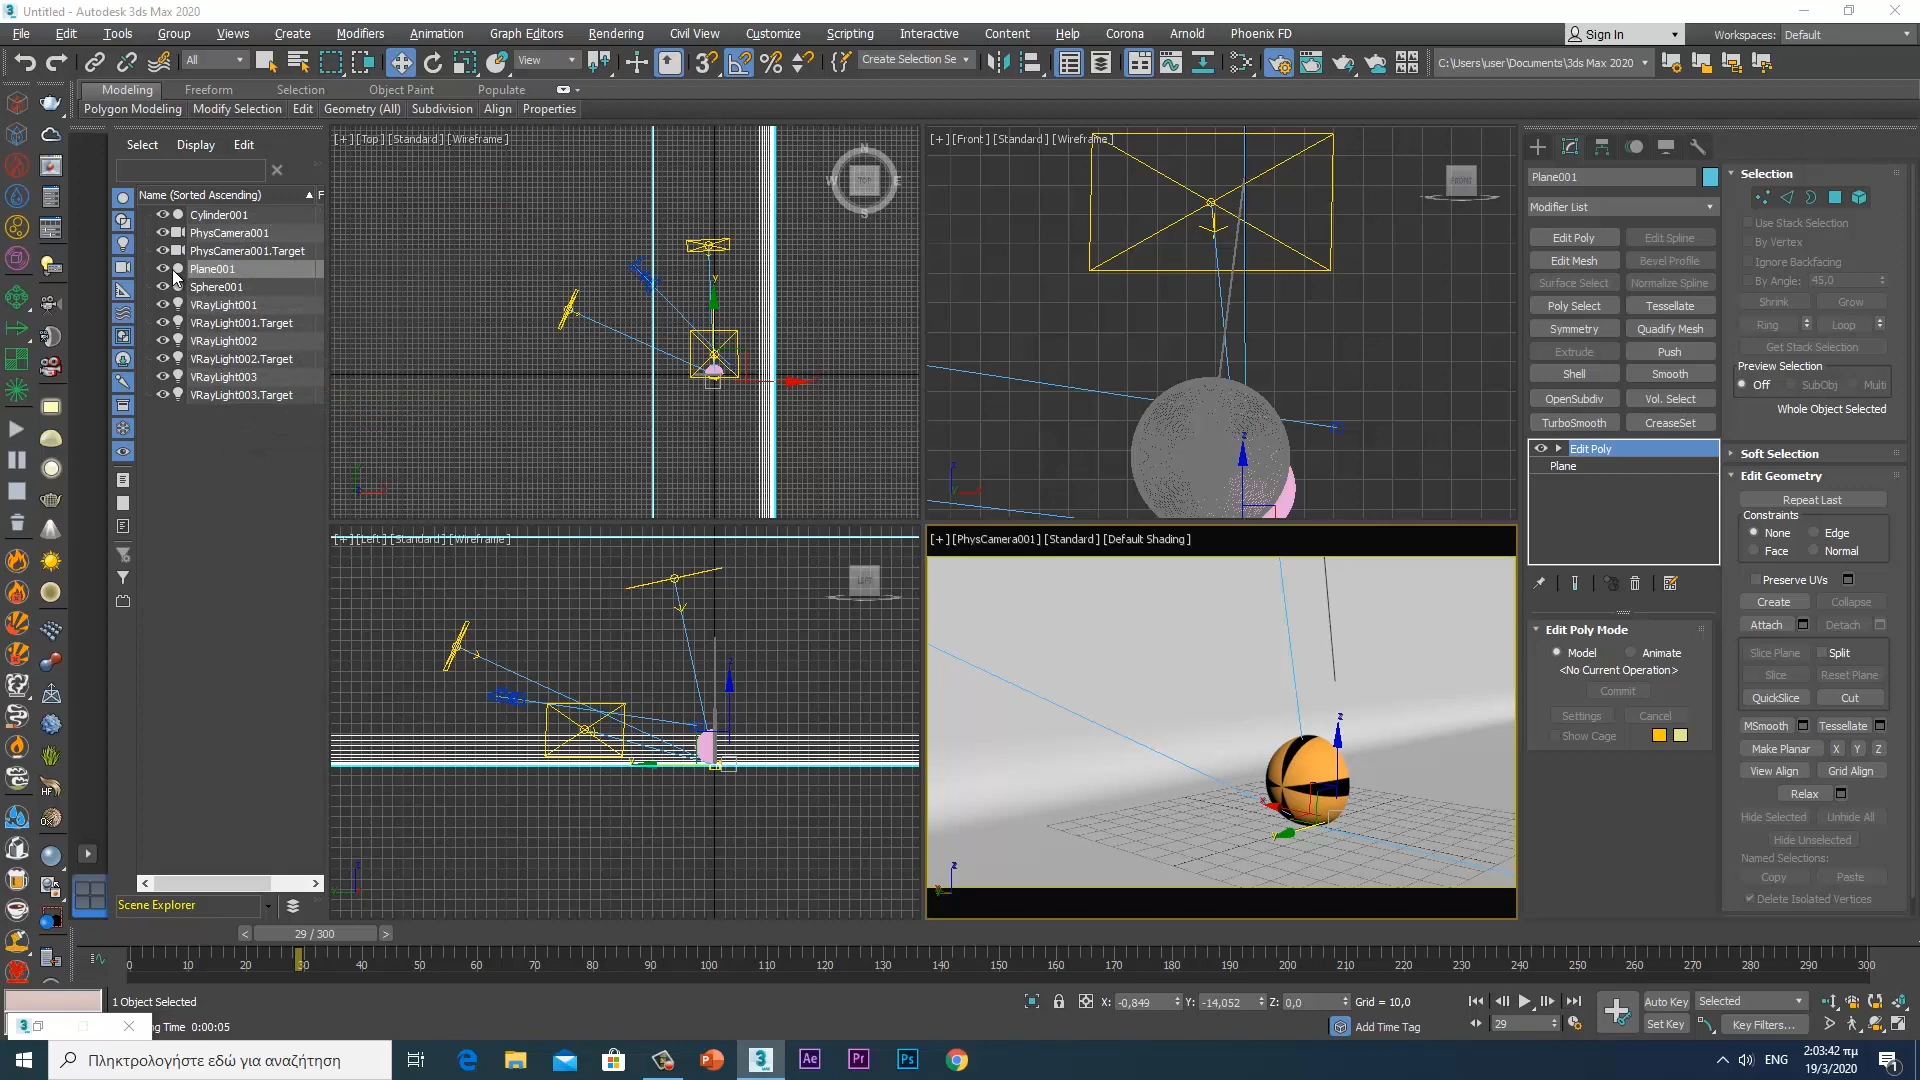 Untitled - Autodesk 3ds Max 2020
File Edit Tools Group Views Create Modifiers Animation Graph Editors Rendering Civil View Customize Scripting Interactive Content Help Corona Arnold Phoenix FD Sign In Workspaces: Default
All View Create Selection Se C:\Users\user\Documents\3ds Max 2020
Modeling Freeform Selection Object Paint Populate
Polygon Modeling Modify Selection Edit Geometry (All) Subdivision Align Properties
Select Display Edit
Name (Sorted Ascending) F
Cylinder001
PhysCamera001
PhysCamera001.Target
Plane001
Sphere001
VRayLight001
VRayLight001.Target
VRayLight002
VRayLight002.Target
VRayLight003
VRayLight003.Target
Scene Explorer
[+] [Top] [Standard] [Wireframe]
N
W TOP E
S
[+] [Front] [Standard] [Wireframe]
FRONT
[+] [Left] [Standard] [Wireframe]
LEFT
[+] [PhysCamera001] [Standard] [Default Shading]
Plane001
Modifier List
Edit Poly Edit Spline
Edit Mesh Bevel Profile
Surface Select Normalize Spline
Poly Select Tessellate
Symmetry Quadify Mesh
Extrude Push
Shell Smooth
OpenSubdiv Vol. Select
TurboSmooth CreaseSet
Edit Poly
Plane
Edit Poly Mode
Model Animate
<No Current Operation>
Commit
Settings Cancel
Show Cage
Selection
Use Stack Selection
By Vertex
Ignore Backfacing
By Angle: 45,0
Shrink Grow
Ring Loop
Get Stack Selection
Preview Selection
Off SubObj Multi
Whole Object Selected
Soft Selection
Edit Geometry
Repeat Last
Constraints
None Edge
Face Normal
Preserve UVs
Create Collapse
Attach Detach
Slice Plane Split
Slice Reset Plane
QuickSlice Cut
MSmooth Tessellate
Make Planar X Y Z
View Align Grid Align
Relax
Hide Selected Unhide All
Hide Unselected
Named Selections:
Copy Paste
Delete Isolated Vertices
< 29 / 300 >
0 10 20 30 40 50 60 70 80 90 100 110 120 130 140 150 160 170 180 190 200 210 220 230 240 250 260 270 280 290 300
1 Object Selected
X: -0,849 Y: -14,052 Z: 0,0 Grid = 10,0
Auto Key Selected
ng Time 0:00:05
Add Time Tag
29
Set Key Key Filters...
Πληκτρολογήστε εδώ για αναζήτηση
Ae Pr Ps
ENG
2:03:42 πμ
19/3/2020